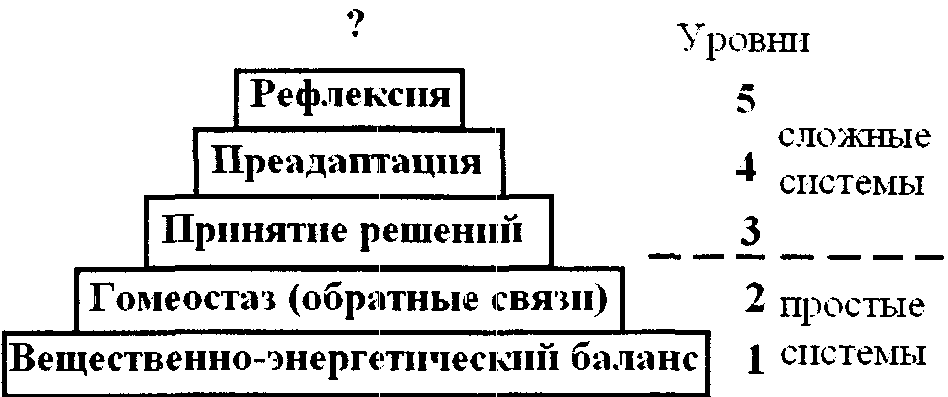 ?
Уровни
Рефлексия 5
сложные
Преадаптация 4 системы
Принятие решений 3
Гомеостаз (обратные связи) 2 простые
Вещественно-энергетический баланс 1 системы